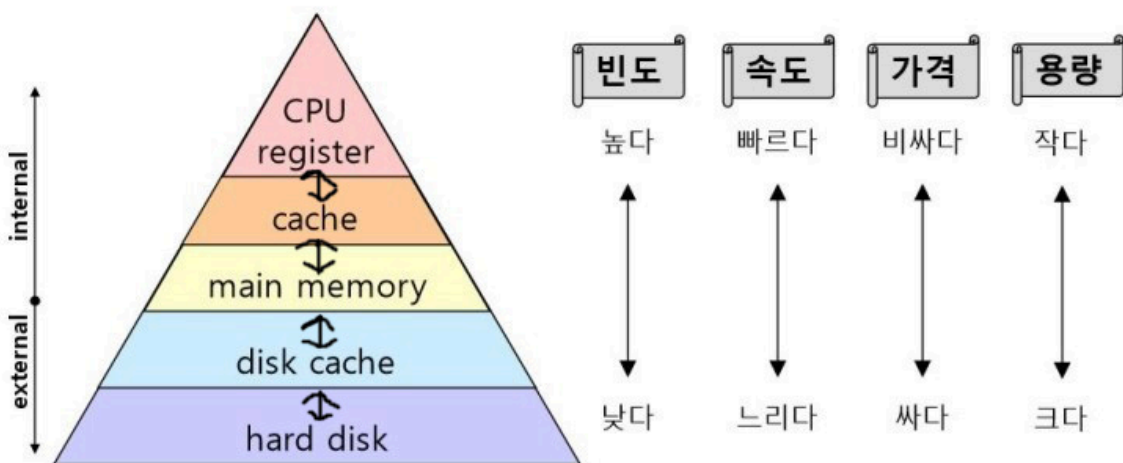 internal
external
CPU
register
cache
main memory
disk cache
hard disk
빈도 속도 가격 용량
높다 빠르다 비싸다 작다
낮다 느리다 싸다 크다